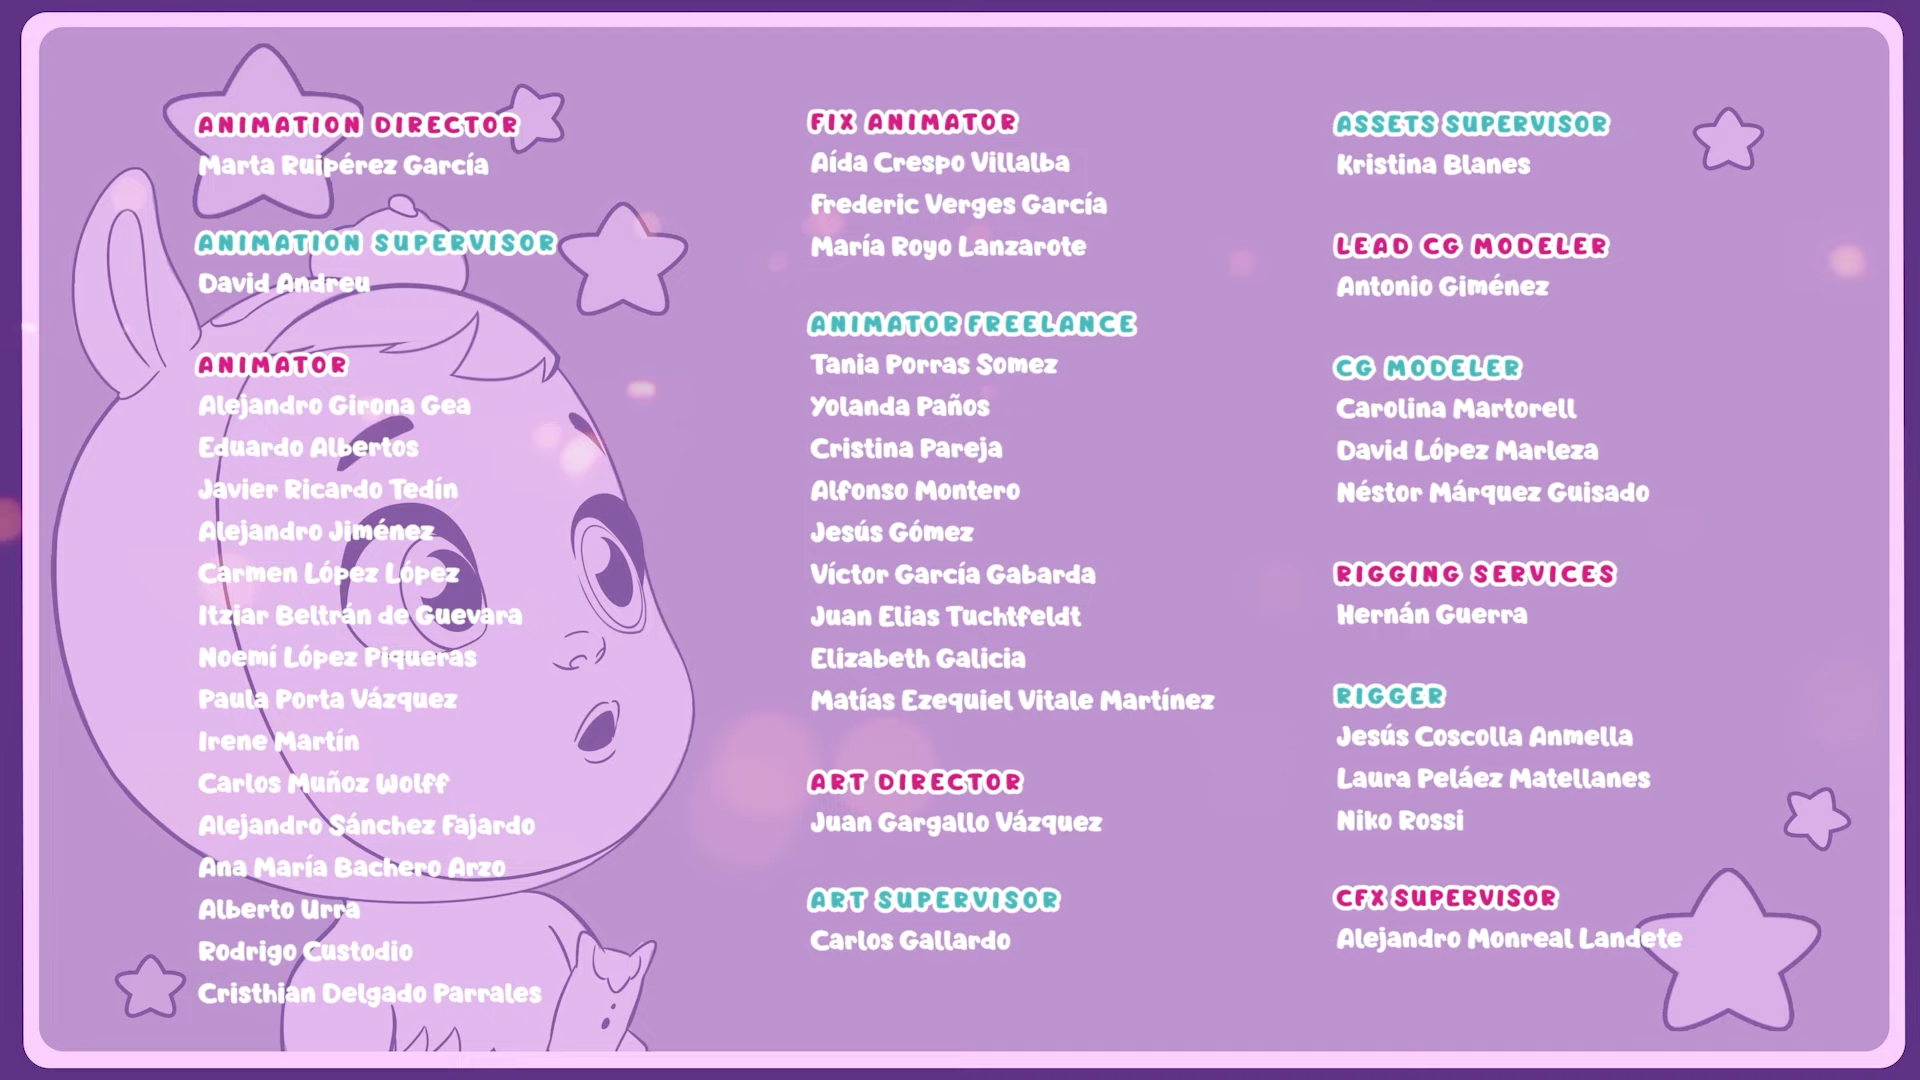 ANIMATION DIRECTOR
Marta Ruipérez García
ANIMATION SUPERVISOR
David Andreu
ANIMATOR
Alejandro Girona Gea
Eduardo Albertos
Javier Ricardo Tedín
Alejandro Jiménez
Carmen López López
Itziar Beltrán de Guevara
Noemí López Piqueras
Paula Porta Vázquez
Irene Martín
Carlos Muñoz Wolff
Alejandro Sánchez Fajardo
Ana María Bachero Arzo
Alberto Urra
Rodrigo Custodio
Cristhian Delgado Parrales
FIX ANIMATOR
Aída Crespo Villalba
Frederic Verges García
María Royo Lanzarote
ANIMATOR FREELANCE
Tania Porras Somez
Yolanda Paños
Cristina Pareja
Alfonso Montero
Jesús Gómez
Víctor García Gabarda
Juan Elias Tuchtfeldt
Elizabeth Galicia
Matías Ezequiel Vitale Martínez
ART DIRECTOR
Juan Gargallo Vázquez
ART SUPERVISOR
Carlos Gallardo
ASSETS SUPERVISOR
Kristina Blanes
LEAD CG MODELER
Antonio Giménez
CG MODELER
Carolina Martorell
David López Marleza
Néstor Márquez Guisado
RIGGING SERVICES
Hernán Guerra
RIGGER
Jesús Coscolla Anmella
Laura Peláez Matellanes
Niko Rossi
CFX SUPERVISOR
Alejandro Monreal Landete